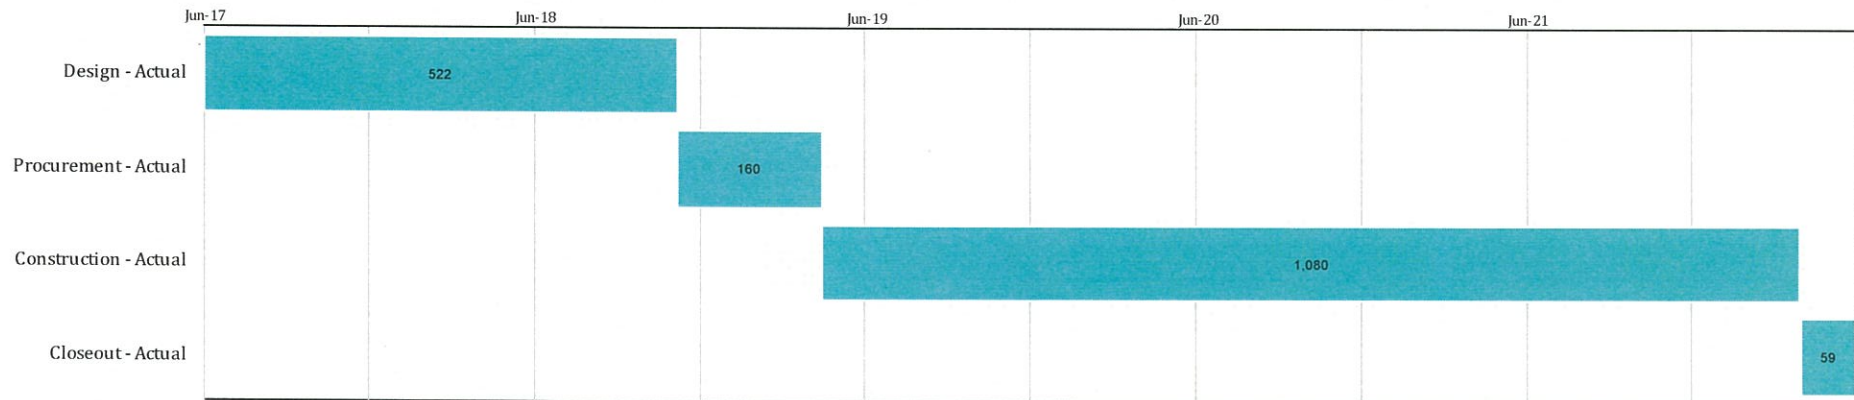 Jun-17 Jun-18 Jun-19 Jun-20 Jun-21
Design - Actual 522
Procurement - Actual 160
Construction - Actual 1,080
Closeout - Actual 59